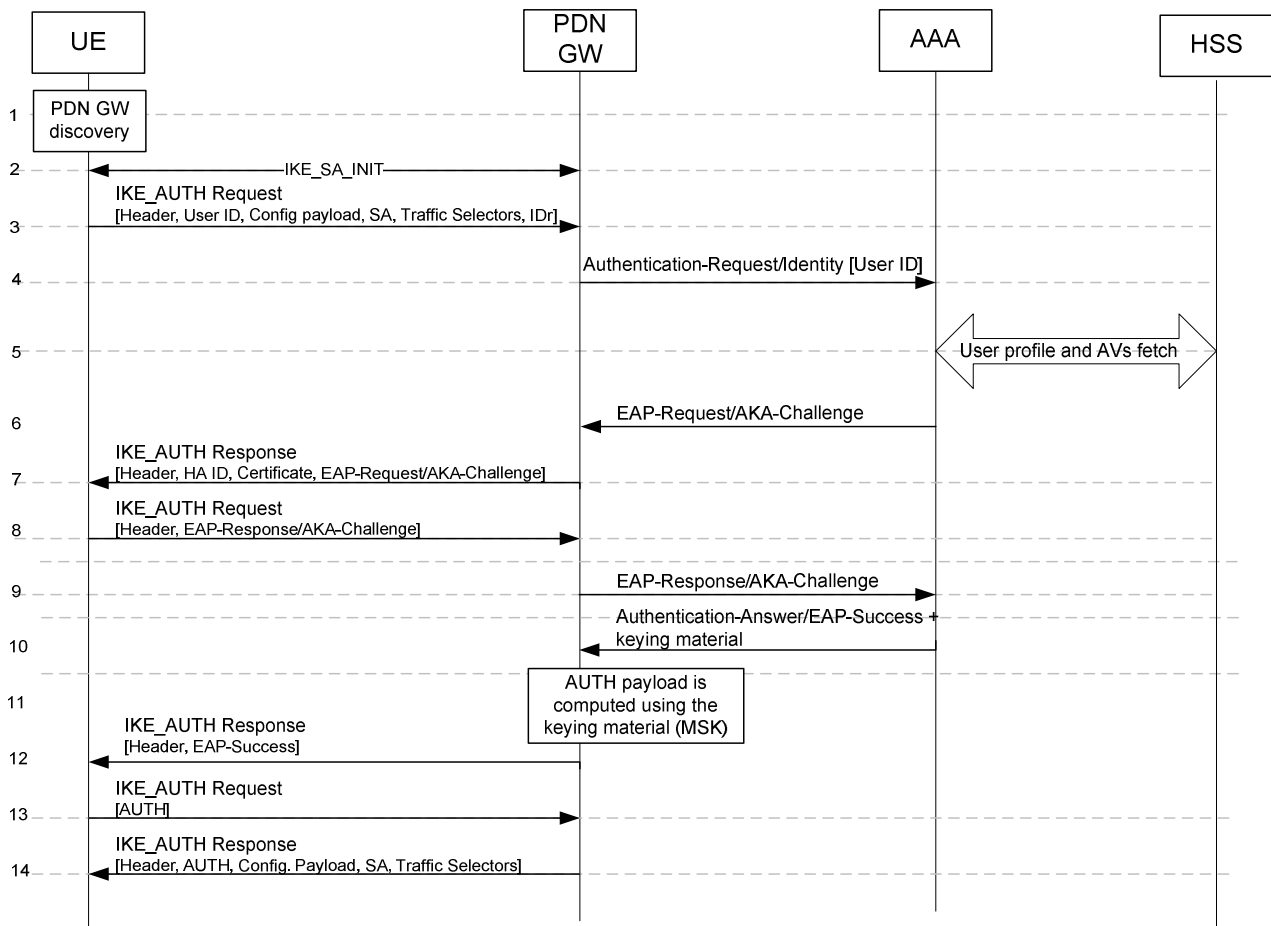 UE
PDN
GW
AAA
HSS
1
PDN GW
discovery
2
IKE_SA_INIT
IKE_AUTH Request
[Header, User ID, Config payload, SA, Traffic Selectors, IDr]
3
4
Authentication-Request/Identity [User ID]
5
User profile and AVs fetch
6
EAP-Request/AKA-Challenge
IKE_AUTH Response
[Header, HA ID, Certificate, EAP-Request/AKA-Challenge]
7
IKE_AUTH Request
[Header, EAP-Response/AKA-Challenge]
8
EAP-Response/AKA-Challenge
9
Authentication-Answer/EAP-Success +
keying material
10
AUTH payload is
computed using the
keying material (MSK)
11
IKE_AUTH Response
[Header, EAP-Success]
12
IKE_AUTH Request
[AUTH]
13
IKE_AUTH Response
[Header, AUTH, Config. Payload, SA, Traffic Selectors]
14